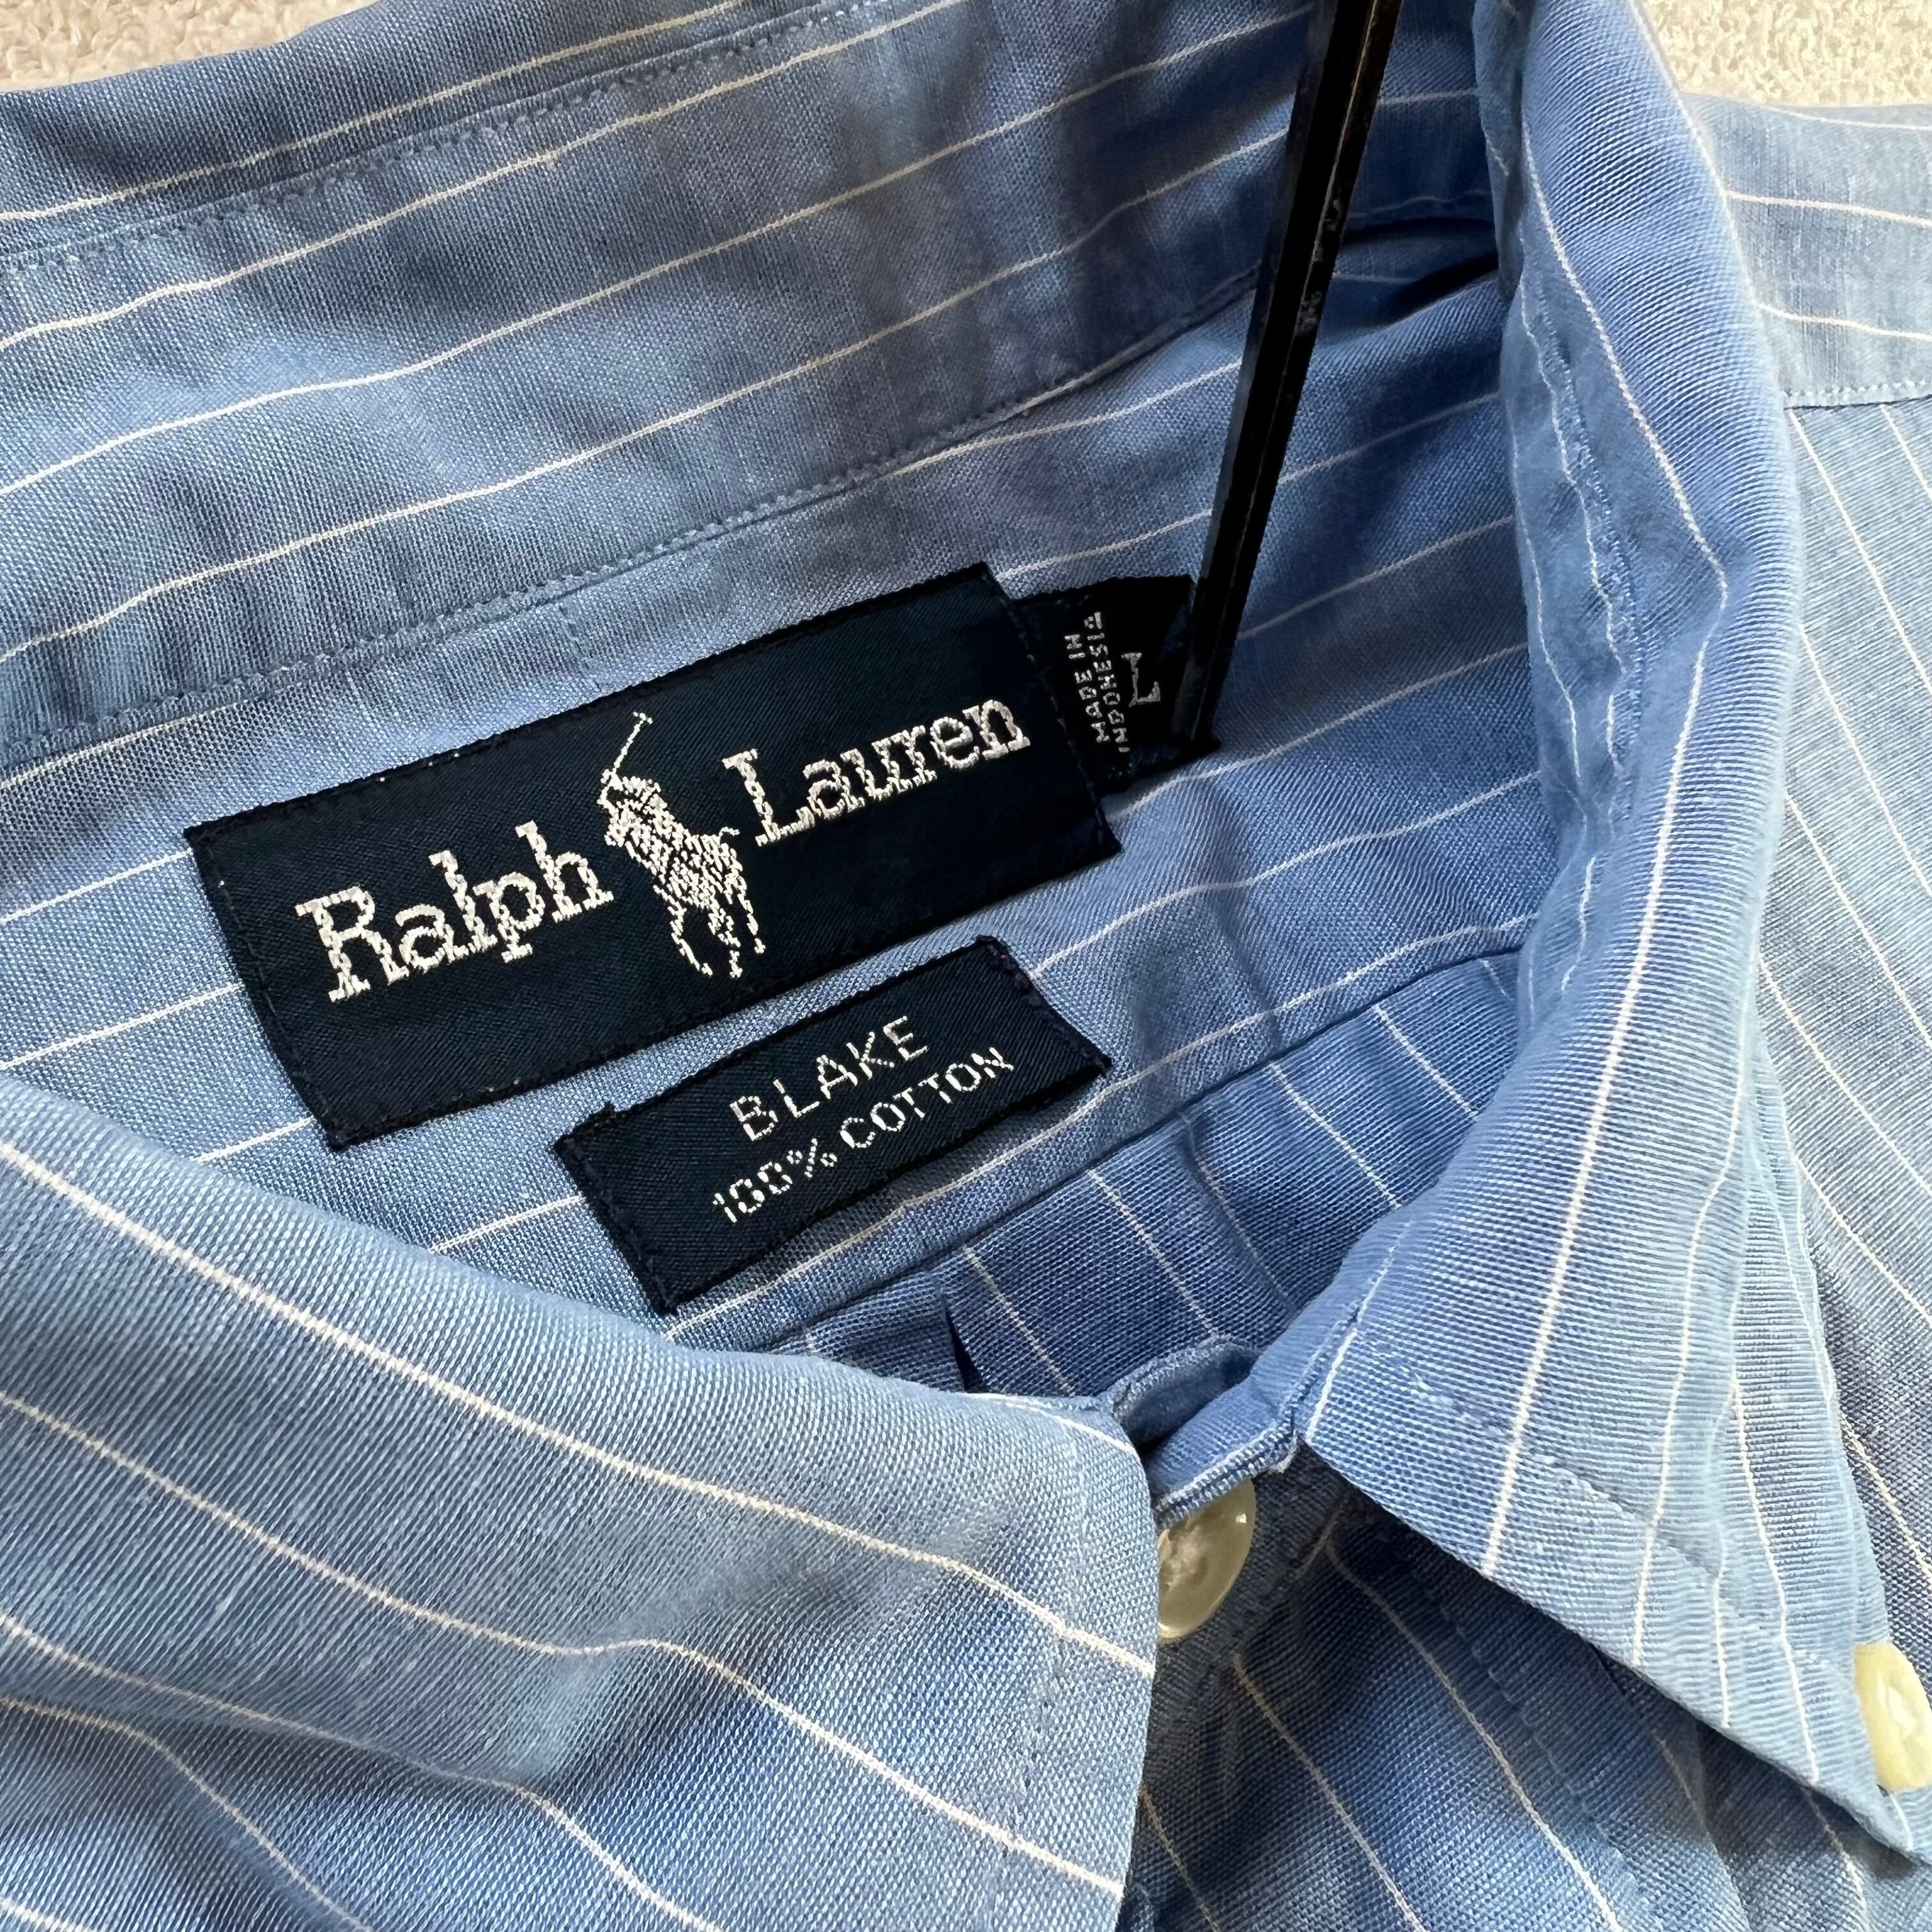 Ralph Lauren
MADE IN
INDONESIA
L
BLAKE
100% COTTON